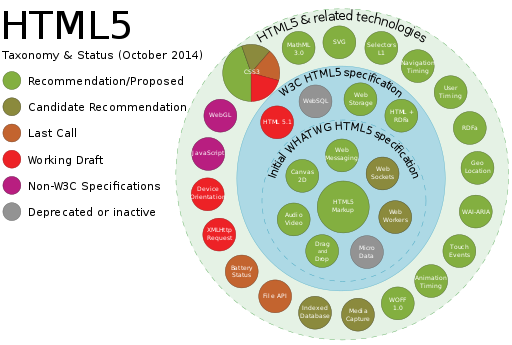 HTML5
Taxonomy & Status (October 2014)
Recommendation/Proposed
Candidate Recommendation
Last Call
Working Draft
Non-W3C Specifications
Deprecated or inactive
HTML5 & related technologies
W3C HTML5 specification
Initial WHATWG HTML5 specification
CSS3
MathML
3.0
SVG
Selectors
L1
Navigation
Timing
User
Timing
RDFa
Geo
Location
WAI-ARIA
Touch
Events
Animation
Timing
WOFF
1.0
Media
Capture
Indexed
Database
File API
Battery
Status
XMLHttp
Request
Device
Orientation
JavaScript
WebGL
HTML 5.1
WebSQL
Web
Storage
HTML +
RDFa
Web
Messaging
Web
Sockets
Web
Workers
Micro
Data
Drag
and
Drop
Audio
Video
Canvas
2D
HTML5
Markup